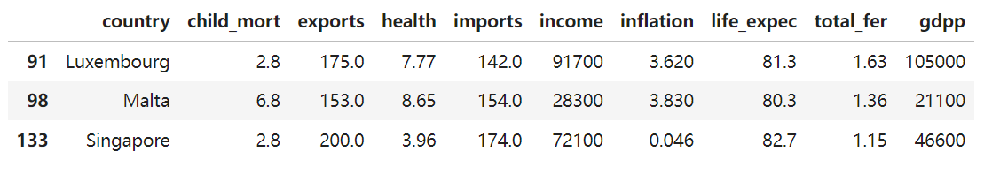 country child_mort exports health imports income inflation life_expec total_fer gdpp
91 Luxembourg 2.8 175.0 7.77 142.0 91700 3.620 81.3 1.63 105000
98 Malta 6.8 153.0 8.65 154.0 28300 3.830 80.3 1.36 21100
133 Singapore 2.8 200.0 3.96 174.0 72100 -0.046 82.7 1.15 46600